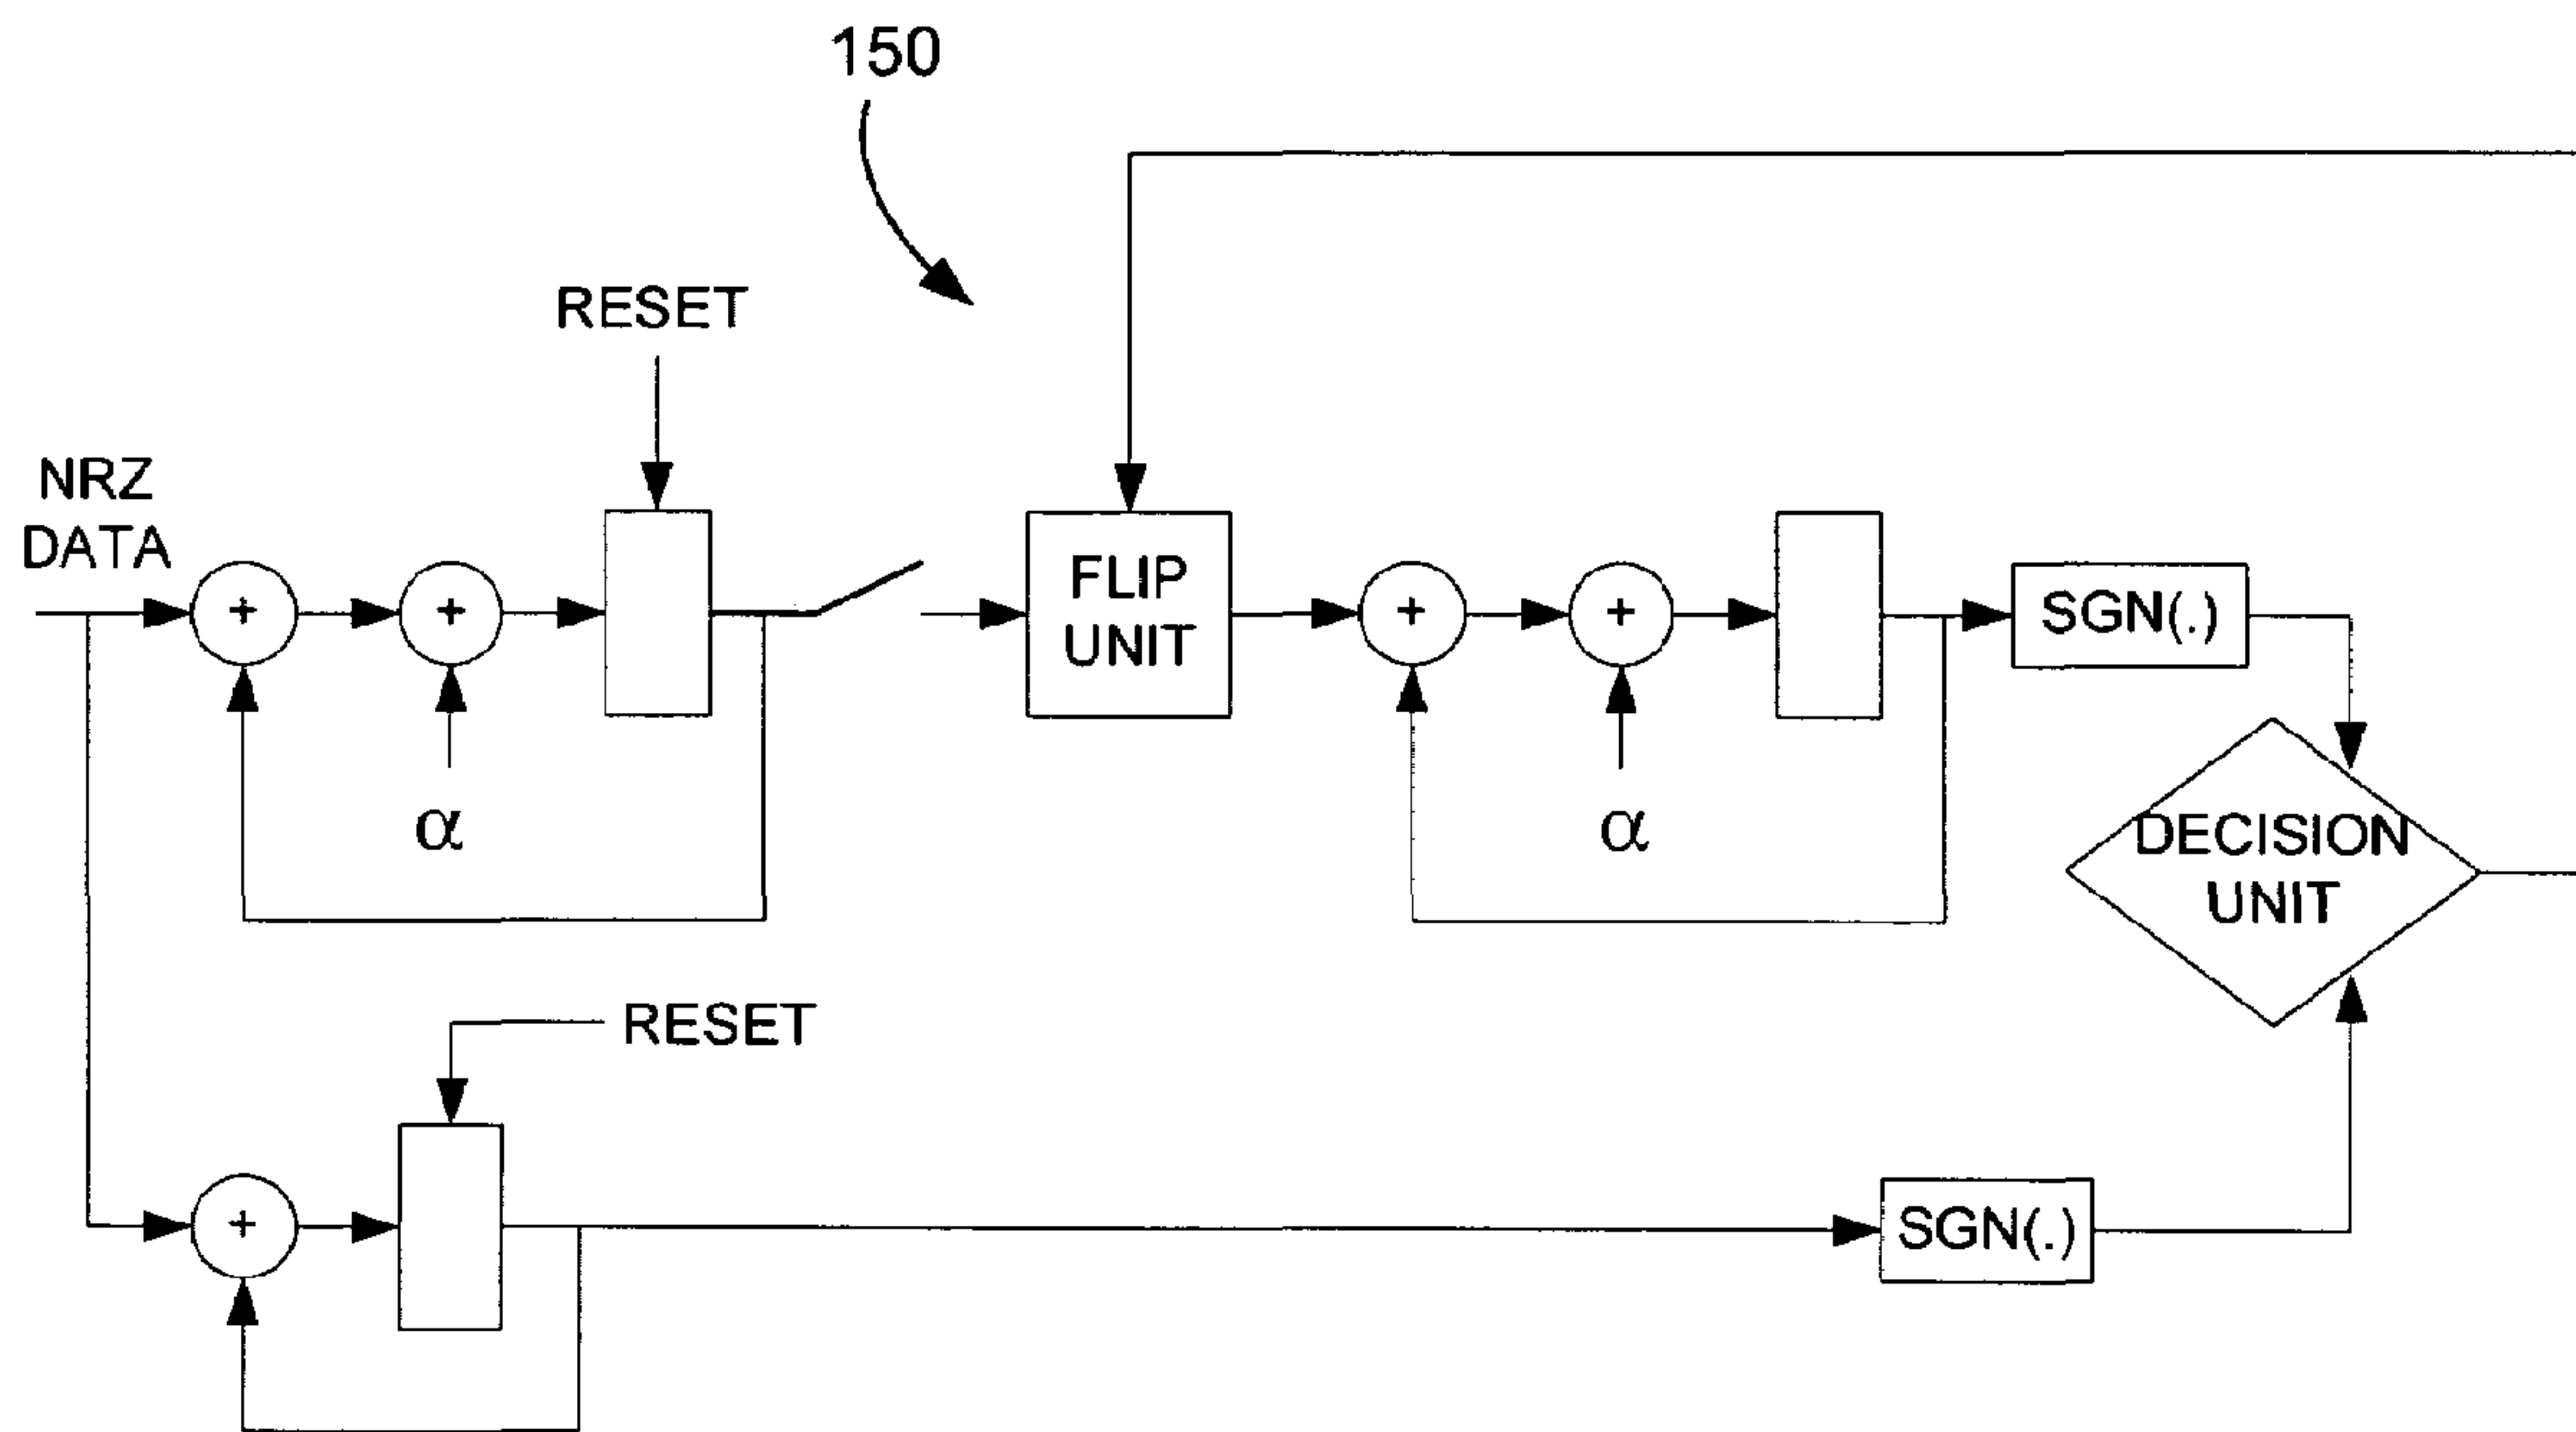 150
RESET
NRZ
DATA
+
+
FLIP
UNIT
+
+
SGN(.)
α
α
DECISION
UNIT
RESET
+
SGN(.)